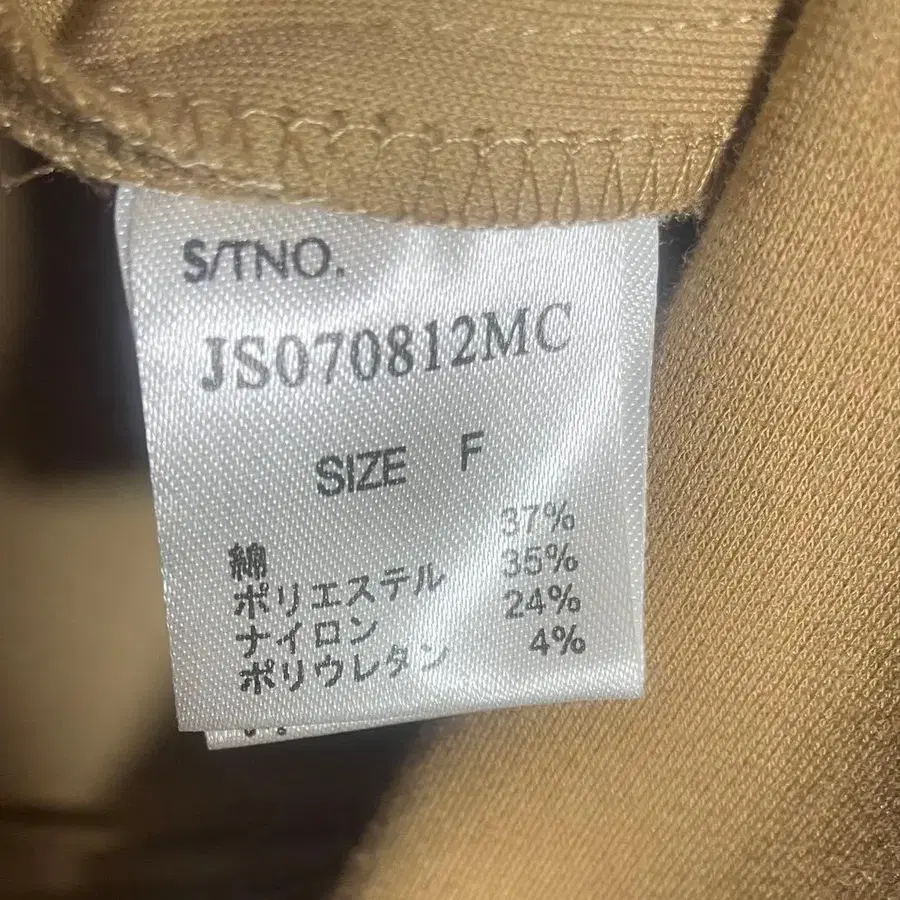 S/TNO.
JS070812MC
SIZE F
綿 37%
ポリエステル 35%
ナイロン 24%
ポリウレタン 4%